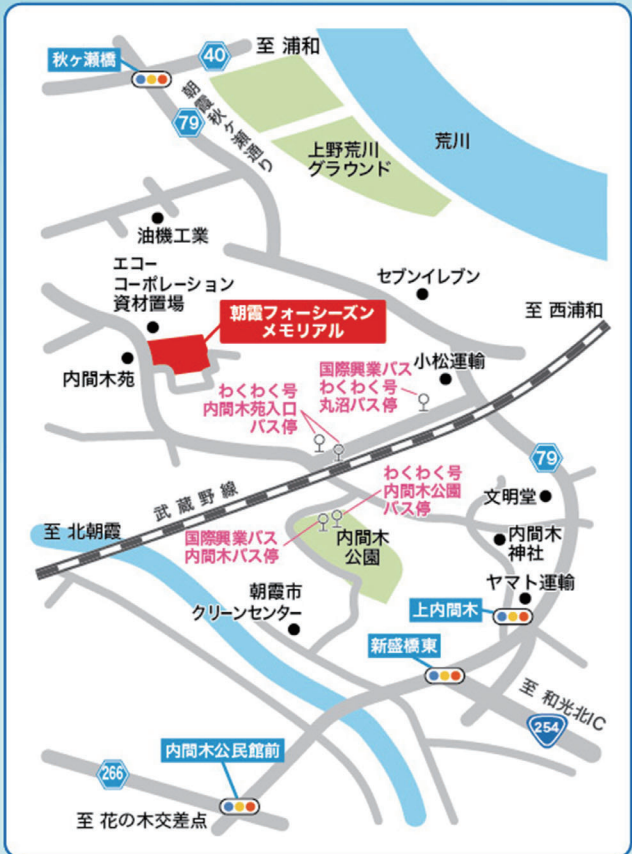 秋ヶ瀬橋
40
至 浦和
79
朝霞秋ヶ瀬通り
荒川
上野荒川
グラウンド
油機工業
エコー
コーポレーション
資材置場
セブンイレブン
朝霞フォーシーズン
メモリアル
至 西浦和
内間木苑
小松運輸
国際興業バス
わくわく号
丸沼バス停
わくわく号
内間木苑入口
バス停
79
武蔵野線
わくわく号
内間木公園
バス停
文明堂
至 北朝霞
国際興業バス
内間木バス停
内間木
公園
内間木
神社
朝霞市
クリーンセンター
ヤマト運輸
上内間木
新盛橋東
至 和光北IC
254
内間木公民館前
266
至 花の木交差点